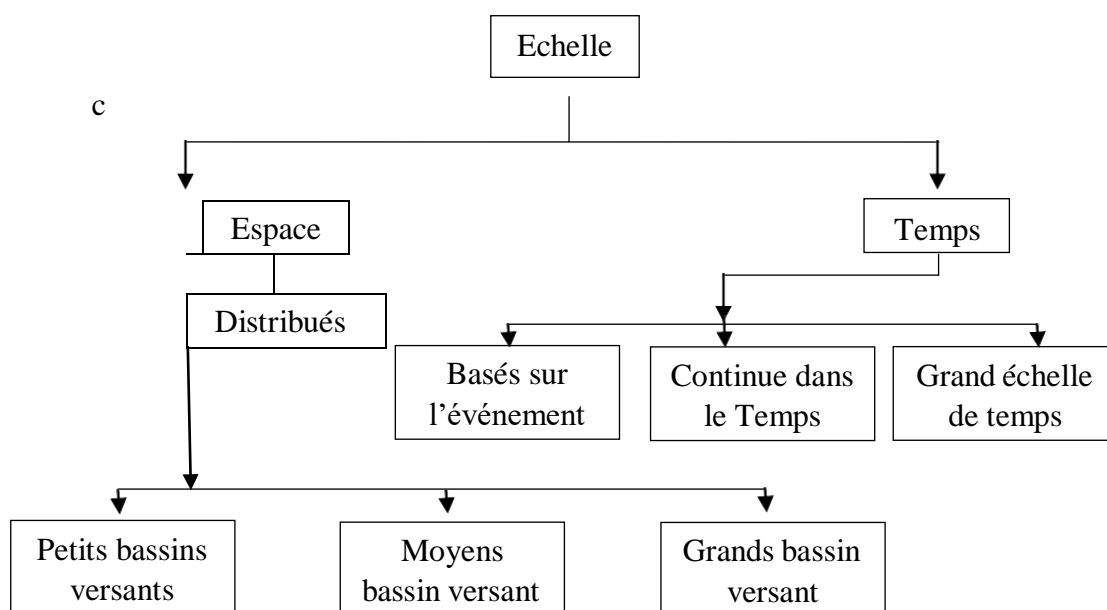 Echelle
c
Espace
Temps
Distribués
Basés sur
l’événement
Continue dans
le Temps
Grand échelle
de temps
Petits bassins
versants
Moyens
bassin versant
Grands bassin
versant